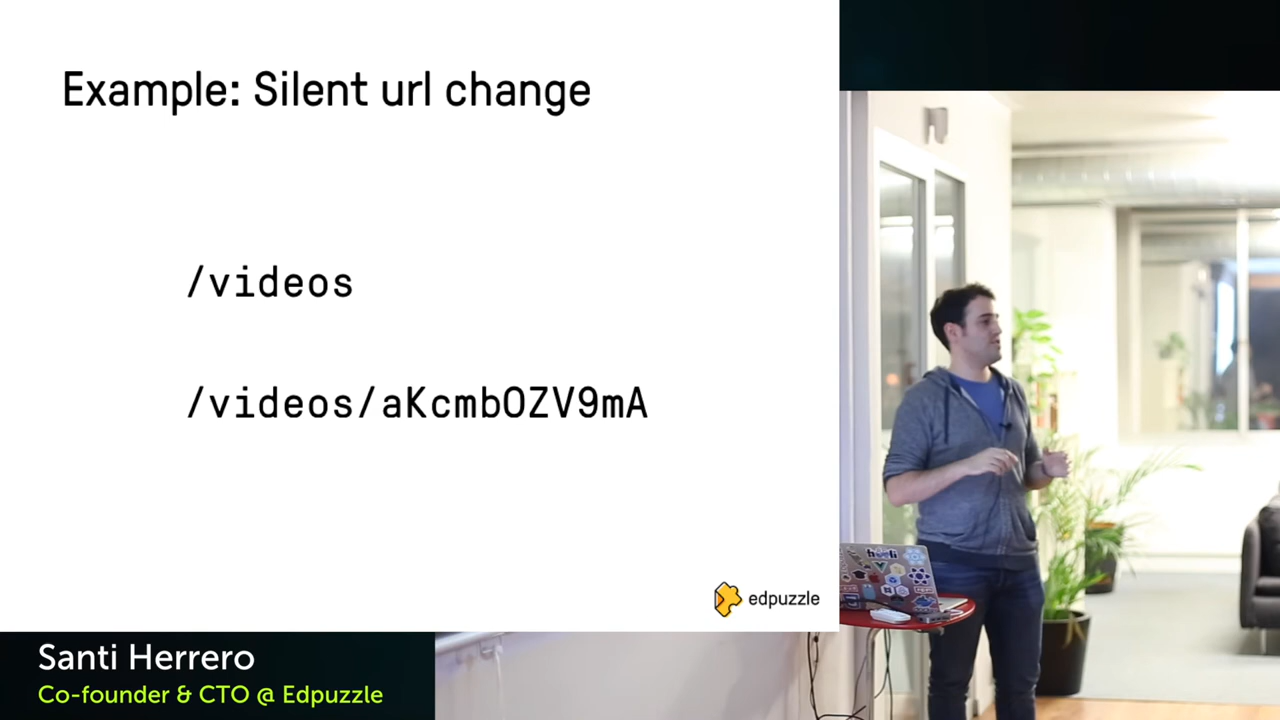 Example: Silent url change
/videos
/videos/aKcmbOZV9mA
edpuzzle
Santi Herrero
Co-founder & CTO @ Edpuzzle